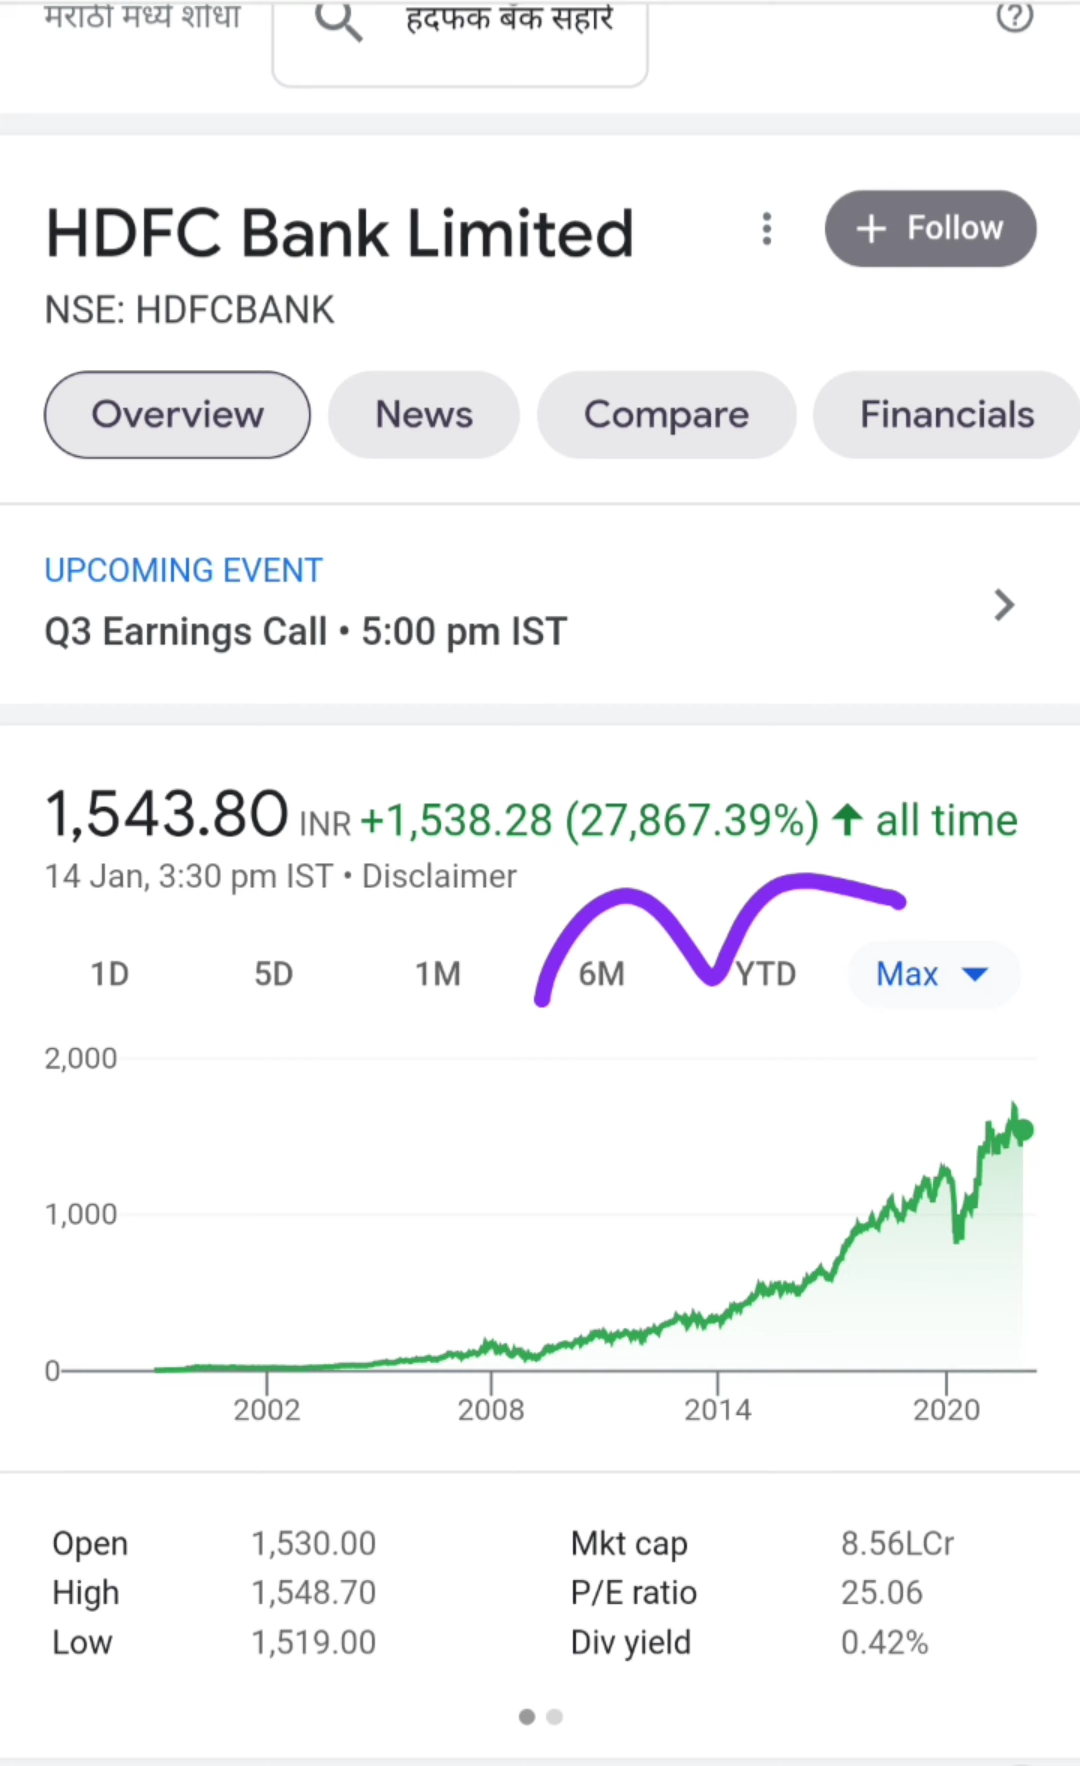 मराठी मध्ये शोधा
हदफक बँक सहारे
HDFC Bank Limited
+ Follow
NSE: HDFCBANK
Overview News Compare Financials
UPCOMING EVENT
Q3 Earnings Call • 5:00 pm IST
1,543.80 INR +1,538.28 (27,867.39%) ↑ all time
14 Jan, 3:30 pm IST • Disclaimer
1D 5D 1M 6M YTD Max
2,000
1,000
0
2002 2008 2014 2020
Open 1,530.00 Mkt cap 8.56LCr
High 1,548.70 P/E ratio 25.06
Low 1,519.00 Div yield 0.42%